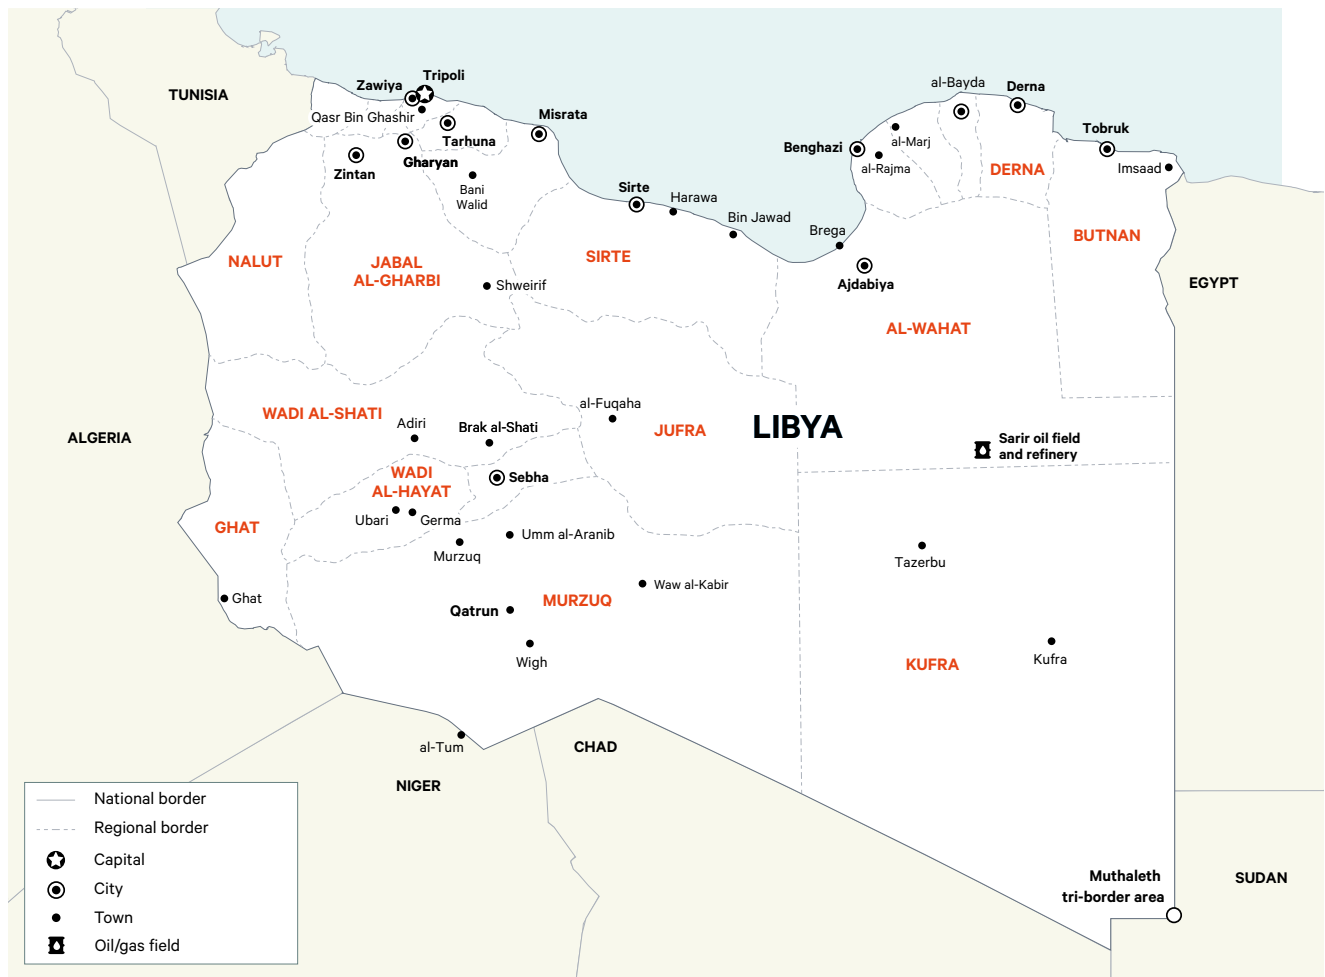 TUNISIA
Zawiya
Tripoli
Qasr Bin Ghashir
Tarhuna
Gharyan
Zintan
Misrata
Bani
Walid
Sirte
Harawa
Bin Jawad
al-Bayda
Derna
Benghazi
al-Marj
al-Rajma
DERNA
Tobruk
Imsaad
BUTNAN
Brega
Ajdabiya
EGYPT
NALUT
JABAL
AL-GHARBI
SIRTE
Shweirif
AL-WAHAT
ALGERIA
WADI AL-SHATI
Adiri
Brak al-Shati
al-Fuqaha
JUFRA
LIBYA
Sarir oil field
and refinery
WADI
AL-HAYAT
Sebha
GHAT
Ubari
Germa
Murzuq
Umm al-Aranib
Tazerbu
Ghat
Waw al-Kabir
MURZUQ
Qatrun
Wigh
KUFRA
Kufra
al-Tum
CHAD
NIGER
Muthaleth
tri-border area
SUDAN
National border
Regional border
Capital
City
Town
Oil/gas field